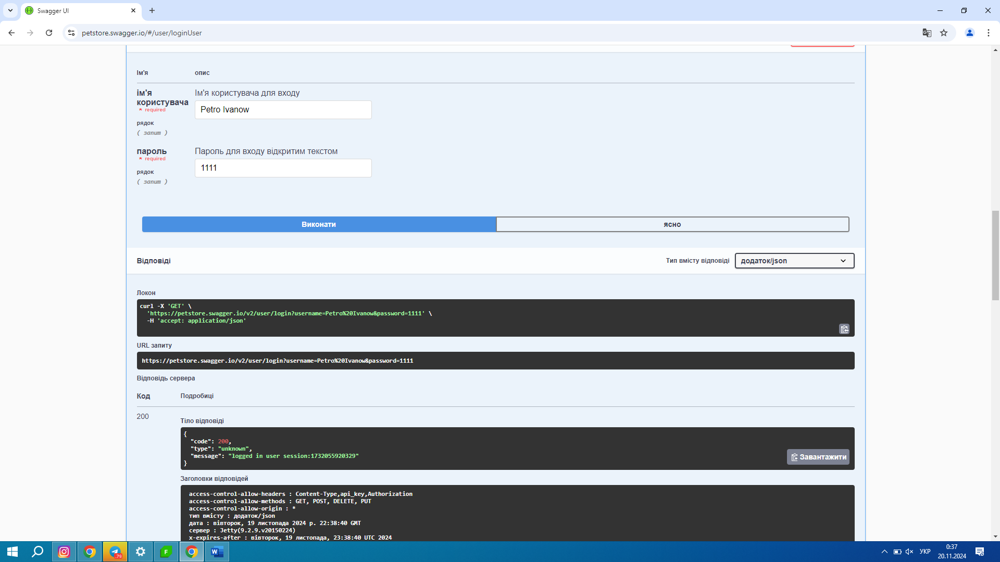 Swagger UI
petstore.swagger.io/#/user/loginUser
Ім'я
опис
ім'я
користувача
* required
рядок
( запит )
Ім'я користувача для входу
Petro Ivanow
пароль
* required
рядок
( запит )
Пароль для входу відкритим текстом
1111
Виконати
ясно
Відповіді
Тип вмісту відповіді
додаток/json
Локон
curl -X 'GET' \
'https://petstore.swagger.io/v2/user/login?username=Petro%20Ivanow&password=1111' \
-H 'accept: application/json'
URL запиту
https://petstore.swagger.io/v2/user/login?username=Petro%20Ivanow&password=1111
Відповідь сервера
Код
Подробиці
200
Тіло відповіді
{
"code": 200,
"type": "unknown",
"message": "logged in user session:1732055920329"
}
Завантажити
Заголовки відповідей
access-control-allow-headers : Content-Type,api_key,Authorization
access-control-allow-methods : GET, POST, DELETE, PUT
access-control-allow-origin : *
тип вмісту : додаток/json
дата : вівторок, 19 листопада 2024 р. 22:38:40 GMT
сервер : Jetty(9.2.9.v20150224)
x-expires-after : вівторок, 19 листопада, 23:38:40 UTC 2024
79
F
W
УКР
0:37
20.11.2024